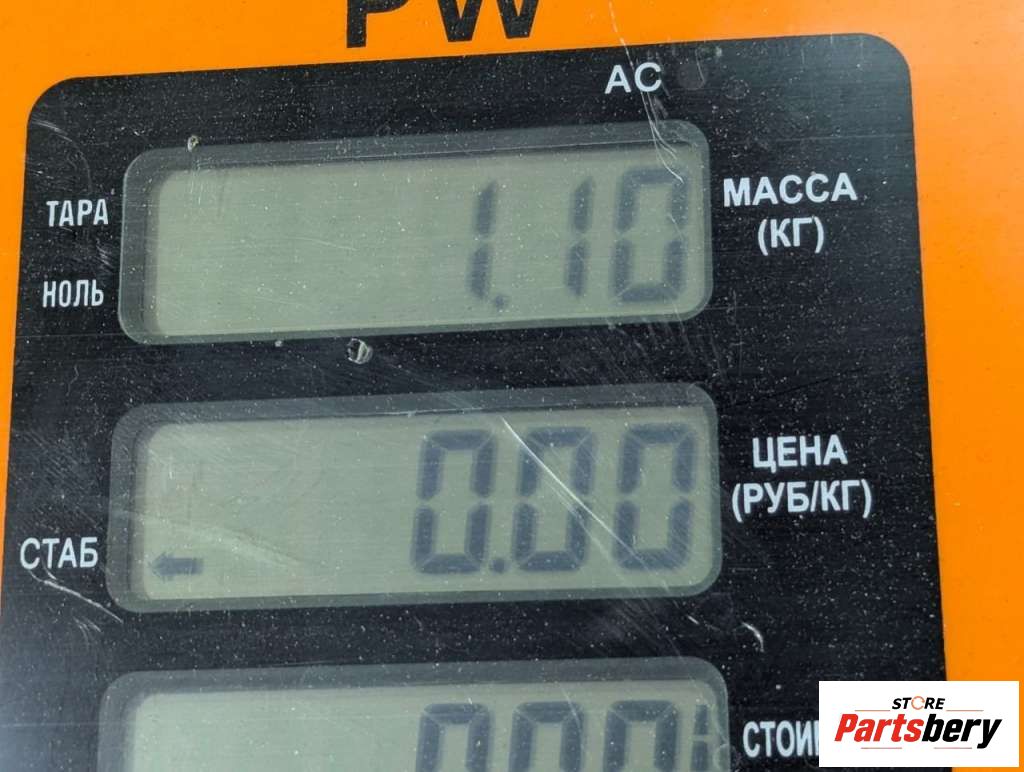 PW
AC
ТАРА
1.10
МАССА
(КГ)
НОЛЬ
0.00
ЦЕНА
(РУБ/КГ)
СТАБ
STORE
Partsbery